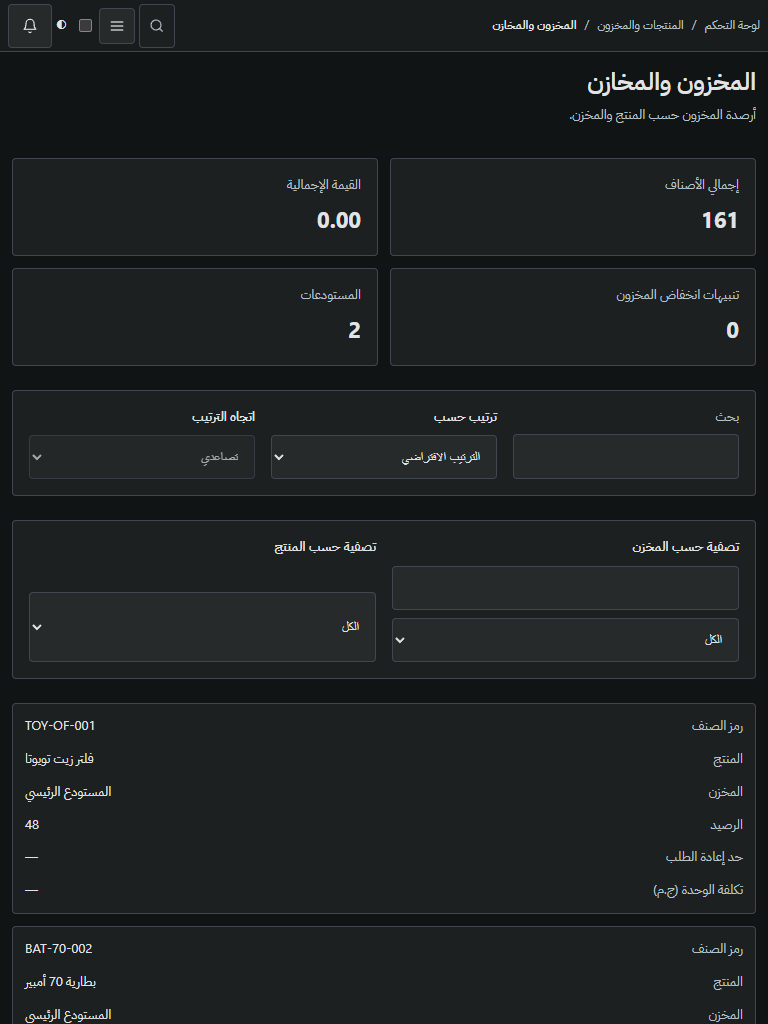 لوحة التحكم / المنتجات والمخزون / المخزون والمخازن
المخزون والمخازن
أرصدة المخزون حسب المنتج والمخزن.
إجمالي الأصناف
161
القيمة الإجمالية
0.00
تنبيهات انخفاض المخزون
0
المستودعات
2
بحث
ترتيب حسب
الترتيب الافتراضي
اتجاه الترتيب
تصاعدي
تصفية حسب المخزن
الكل
تصفية حسب المنتج
الكل
رمز الصنف TOY-OF-001
المنتج فلتر زيت تويوتا
المخزن المستودع الرئيسي
الرصيد 48
حد إعادة الطلب —
تكلفة الوحدة (ج.م) —
رمز الصنف BAT-70-002
المنتج بطارية 70 أمبير
المخزن المستودع الرئيسي